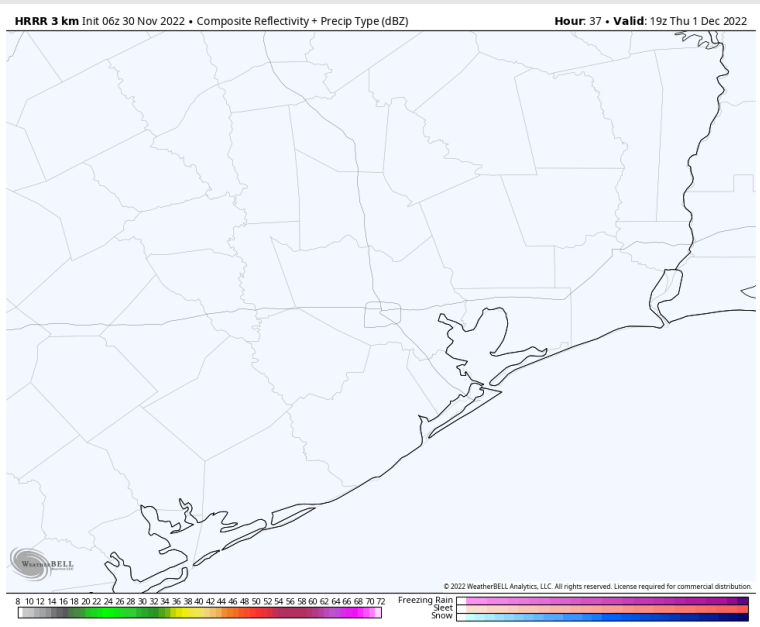 HRRR 3 km Init 06z 30 Nov 2022 • Composite Reflectivity + Precip Type (dBZ)
Hour: 37 • Valid: 19z Thu 1 Dec 2022
WEATHERBELL
© 2022 WeatherBELL Analytics, LLC. All rights reserved. License required for commercial distribution.
8 10 12 14 16 18 20 22 24 26 28 30 32 34 36 38 40 42 44 46 48 50 52 54 56 58 60 62 64 66 68 70 72
Freezing Rain
Sleet
Snow